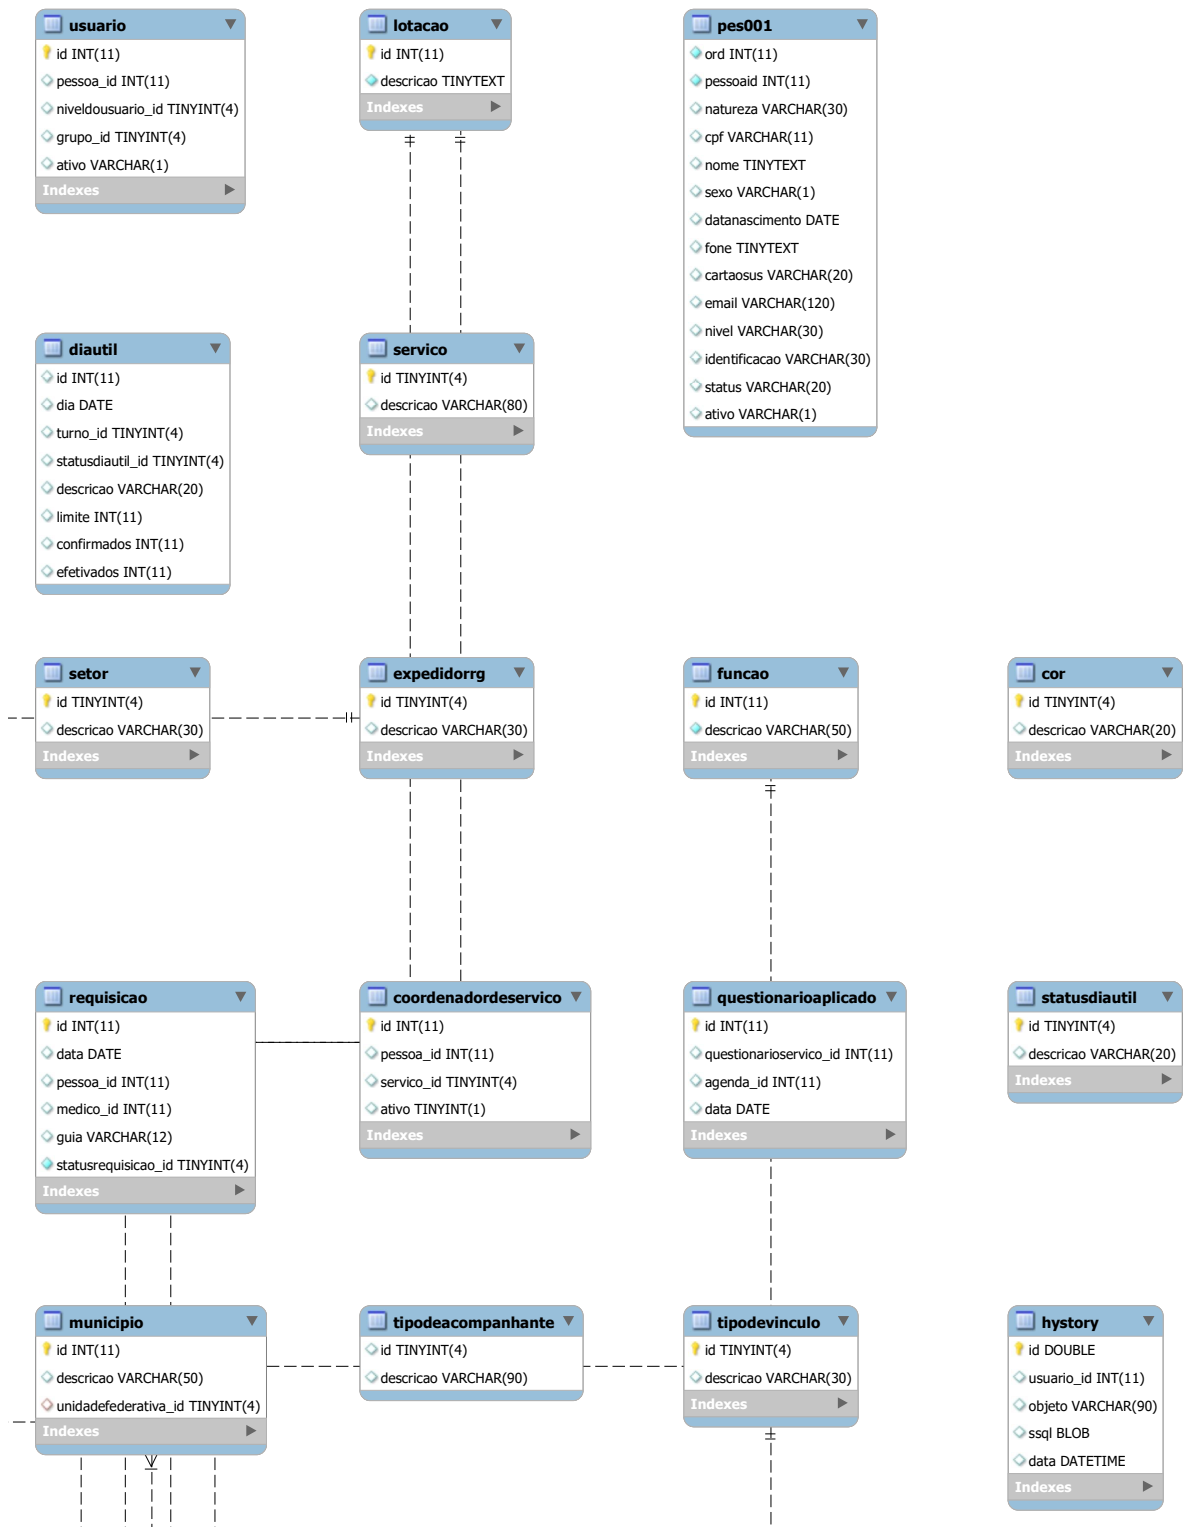 usuario
id INT(11)
pessoa_id INT(11)
niveldousuario_id TINYINT(4)
grupo_id TINYINT(4)
ativo VARCHAR(1)
Indexes
lotacao
id INT(11)
descricao TINYTEXT
Indexes
pes001
ord INT(11)
pessoaid INT(11)
natureza VARCHAR(30)
cpf VARCHAR(11)
nome TINYTEXT
sexo VARCHAR(1)
datanascimento DATE
fone TINYTEXT
cartaosus VARCHAR(20)
email VARCHAR(120)
nivel VARCHAR(30)
identificacao VARCHAR(30)
status VARCHAR(20)
ativo VARCHAR(1)
diautil
id INT(11)
dia DATE
turno_id TINYINT(4)
statusdiautil_id TINYINT(4)
descricao VARCHAR(20)
limite INT(11)
confirmados INT(11)
efetivados INT(11)
servico
id TINYINT(4)
descricao VARCHAR(80)
Indexes
setor
id TINYINT(4)
descricao VARCHAR(30)
Indexes
expedidorrg
id TINYINT(4)
descricao VARCHAR(30)
Indexes
funcao
id INT(11)
descricao VARCHAR(50)
Indexes
cor
id TINYINT(4)
descricao VARCHAR(20)
Indexes
requisicao
id INT(11)
data DATE
pessoa_id INT(11)
medico_id INT(11)
guia VARCHAR(12)
statusrequisicao_id TINYINT(4)
Indexes
coordenadordeservico
id INT(11)
pessoa_id INT(11)
servico_id TINYINT(4)
ativo TINYINT(1)
Indexes
questionarioaplicado
id INT(11)
questionarioservico_id INT(11)
agenda_id INT(11)
data DATE
Indexes
statusdiautil
id TINYINT(4)
descricao VARCHAR(20)
Indexes
municipio
id INT(11)
descricao VARCHAR(50)
unidadefederativa_id TINYINT(4)
Indexes
tipodeacompanhante
id TINYINT(4)
descricao VARCHAR(90)
tipodevinculo
id TINYINT(4)
descricao VARCHAR(30)
Indexes
hystory
id DOUBLE
usuario_id INT(11)
objeto VARCHAR(90)
ssql BLOB
data DATETIME
Indexes